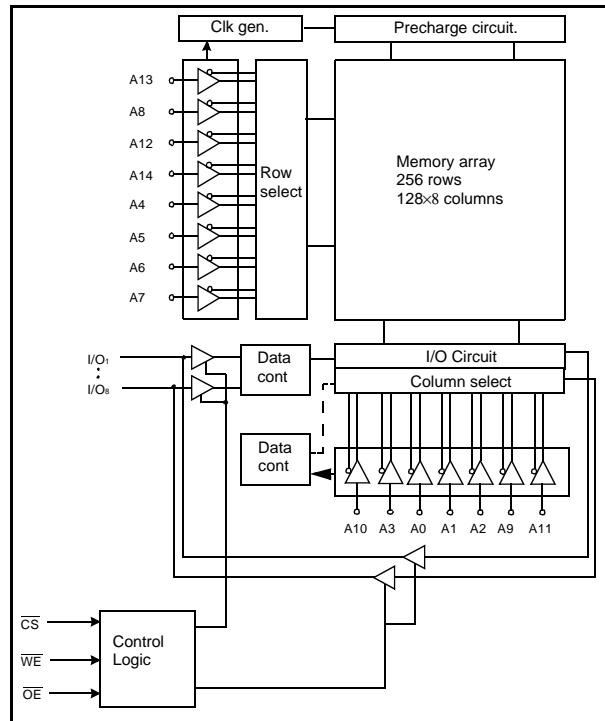 Clk gen.
Precharge circuit.
A13
A8
A12
A14
A4
A5
A6
A7
Row
select
Memory array
256 rows
128×8 columns
I/O1
I/O8
Data
cont
I/O Circuit
Column select
Data
cont
A10 A3 A0 A1 A2 A9 A11
CS
WE
OE
Control
Logic